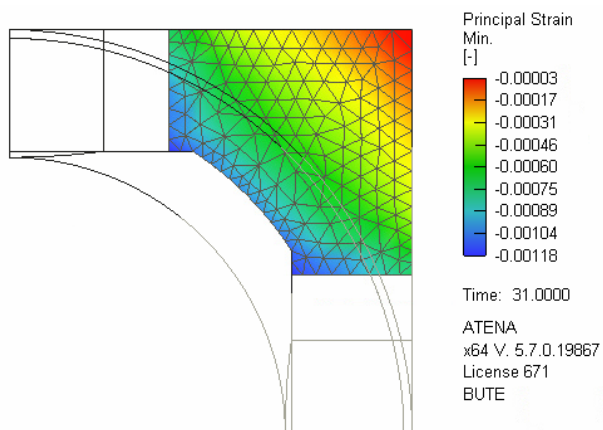 Principal Strain
Min.
[-]
-0.00003
-0.00017
-0.00031
-0.00046
-0.00060
-0.00075
-0.00089
-0.00104
-0.00118
Time: 31.0000
ATENA
x64 V. 5.7.0.19867
License 671
BUTE